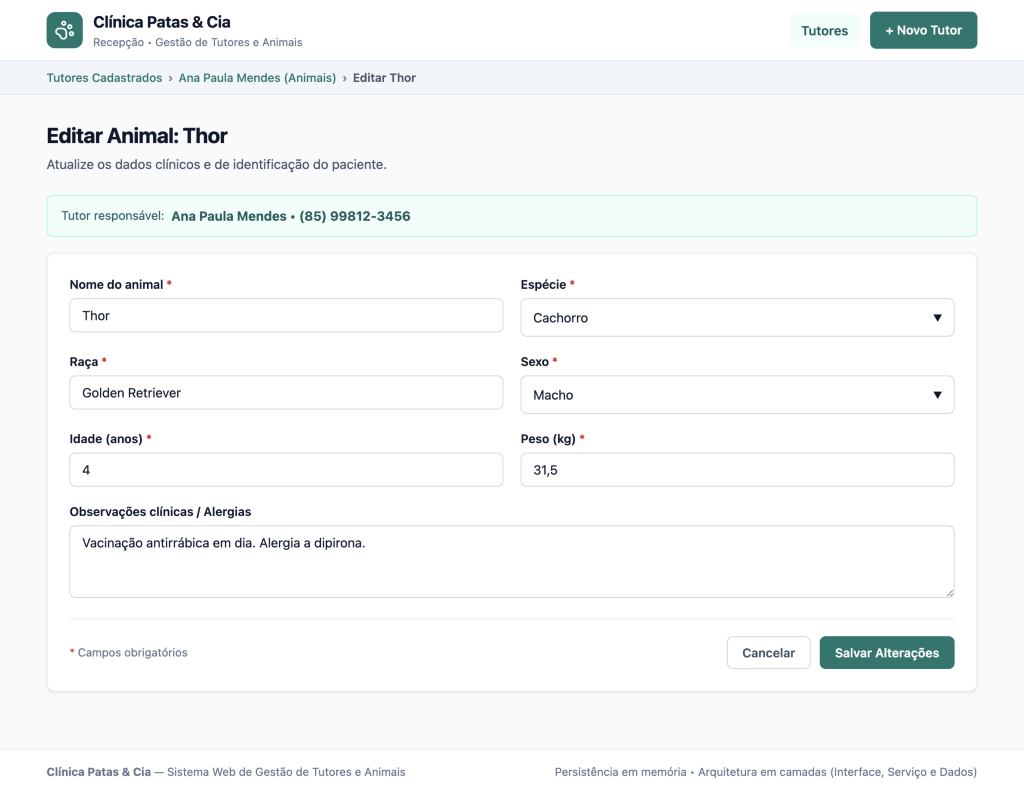 Clínica Patas & Cia
Recepção • Gestão de Tutores e Animais
Tutores
+ Novo Tutor
Tutores Cadastrados › Ana Paula Mendes (Animais) › Editar Thor
Editar Animal: Thor
Atualize os dados clínicos e de identificação do paciente.
Tutor responsável: Ana Paula Mendes • (85) 99812-3456
Nome do animal *
Thor
Espécie *
Cachorro
Raça *
Golden Retriever
Sexo *
Macho
Idade (anos) *
4
Peso (kg) *
31,5
Observações clínicas / Alergias
Vacinação antirrábica em dia. Alergia a dipirona.
* Campos obrigatórios
Cancelar
Salvar Alterações
Clínica Patas & Cia — Sistema Web de Gestão de Tutores e Animais
Persistência em memória • Arquitetura em camadas (Interface, Serviço e Dados)